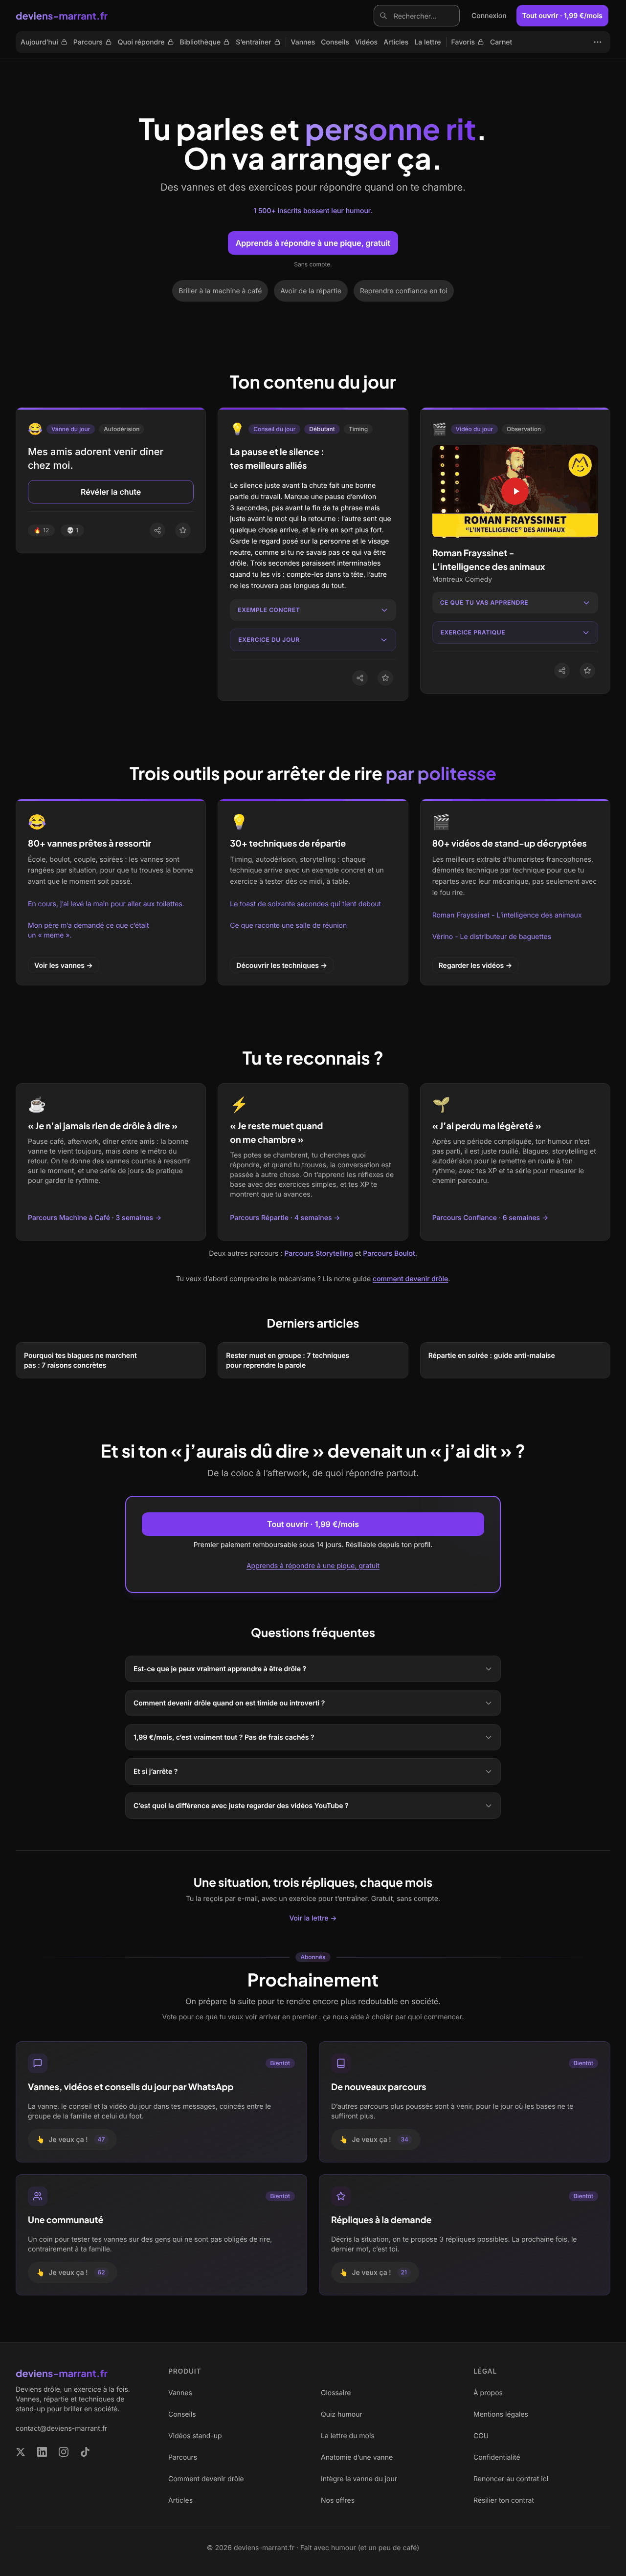 deviens-marrant.fr
Rechercher...
Connexion
Tout ouvrir · 1,99 €/mois
Aujourd'hui
Parcours
Quoi répondre
Bibliothèque
S'entraîner
Vannes
Conseils
Vidéos
Articles
La lettre
Favoris
Carnet
Tu parles et personne rit.
On va arranger ça.
Des vannes et des exercices pour répondre quand on te chambre.
1 500+ inscrits bossent leur humour.
Apprends à répondre à une pique, gratuit
Sans compte.
Briller à la machine à café
Avoir de la répartie
Reprendre confiance en toi
Ton contenu du jour
😂 Vanne du jour Autodérision
Mes amis adorent venir dîner
chez moi.
Révéler la chute
🔥 12
💀 1
💡 Conseil du jour Débutant Timing
La pause et le silence :
tes meilleurs alliés
Le silence juste avant la chute fait une bonne
partie du travail. Marque une pause d'environ
3 secondes, pas avant la fin de ta phrase mais
juste avant le mot qui la retourne : l'autre sent que
quelque chose arrive, et le rire en sort plus fort.
Garde le regard posé sur la personne et le visage
neutre, comme si tu ne savais pas ce qui va être
drôle. Trois secondes paraissent interminables
quand tu les vis : compte-les dans ta tête, l'autre
ne les trouvera pas longues du tout.
EXEMPLE CONCRET
EXERCICE DU JOUR
🎬 Vidéo du jour Observation
ROMAN FRAYSSINET
"L'INTELLIGENCE" DES ANIMAUX
Roman Frayssinet -
L'intelligence des animaux
Montreux Comedy
CE QUE TU VAS APPRENDRE
EXERCICE PRATIQUE
Trois outils pour arrêter de rire par politesse
😂
80+ vannes prêtes à ressortir
École, boulot, couple, soirées : les vannes sont
rangées par situation, pour que tu trouves la bonne
avant que le moment soit passé.
En cours, j'ai levé la main pour aller aux toilettes.
Mon père m'a demandé ce que c'était
un « meme ».
Voir les vannes →
💡
30+ techniques de répartie
Timing, autodérision, storytelling : chaque
technique arrive avec un exemple concret et un
exercice à tester dès ce midi, à table.
Le toast de soixante secondes qui tient debout
Ce que raconte une salle de réunion
Découvrir les techniques →
🎬
80+ vidéos de stand-up décryptées
Les meilleurs extraits d'humoristes francophones,
démontés technique par technique pour que tu
repartes avec leur mécanique, pas seulement avec
le fou rire.
Roman Frayssinet - L'intelligence des animaux
Vérino - Le distributeur de baguettes
Regarder les vidéos →
Tu te reconnais ?
☕
« Je n'ai jamais rien de drôle à dire »
Pause café, afterwork, dîner entre amis : la bonne
vanne te vient toujours, mais dans le métro du
retour. On te donne des vannes courtes à ressortir
sur le moment, et une série de jours de pratique
pour garder le rythme.
Parcours Machine à Café · 3 semaines →
⚡
« Je reste muet quand
on me chambre »
Tes potes se chambrent, tu cherches quoi
répondre, et quand tu trouves, la conversation est
passée à autre chose. On t'apprend les réflexes de
base avec des exercices simples, et tes XP te
montrent que tu avances.
Parcours Répartie · 4 semaines →
🌱
« J'ai perdu ma légèreté »
Après une période compliquée, ton humour n'est
pas parti, il est juste rouillé. Blagues, storytelling et
autodérision pour le remettre en route à ton
rythme, avec tes XP et ta série pour mesurer le
chemin parcouru.
Parcours Confiance · 6 semaines →
Deux autres parcours : Parcours Storytelling et Parcours Boulot.
Tu veux d'abord comprendre le mécanisme ? Lis notre guide comment devenir drôle.
Derniers articles
Pourquoi tes blagues ne marchent
pas : 7 raisons concrètes
Rester muet en groupe : 7 techniques
pour reprendre la parole
Répartie en soirée : guide anti-malaise
Et si ton « j'aurais dû dire » devenait un « j'ai dit » ?
De la coloc à l'afterwork, de quoi répondre partout.
Tout ouvrir · 1,99 €/mois
Premier paiement remboursable sous 14 jours. Résiliable depuis ton profil.
Apprends à répondre à une pique, gratuit
Questions fréquentes
Est-ce que je peux vraiment apprendre à être drôle ?
Comment devenir drôle quand on est timide ou introverti ?
1,99 €/mois, c'est vraiment tout ? Pas de frais cachés ?
Et si j'arrête ?
C'est quoi la différence avec juste regarder des vidéos YouTube ?
Une situation, trois répliques, chaque mois
Tu la reçois par e-mail, avec un exercice pour t'entraîner. Gratuit, sans compte.
Voir la lettre →
Abonnés
Prochainement
On prépare la suite pour te rendre encore plus redoutable en société.
Vote pour ce que tu veux voir arriver en premier : ça nous aide à choisir par quoi commencer.
Bientôt
Vannes, vidéos et conseils du jour par WhatsApp
La vanne, le conseil et la vidéo du jour dans tes messages, coincés entre le
groupe de la famille et celui du foot.
👆 Je veux ça ! 47
Bientôt
De nouveaux parcours
D'autres parcours plus poussés sont à venir, pour le jour où les bases ne te
suffiront plus.
👆 Je veux ça ! 34
Bientôt
Une communauté
Un coin pour tester tes vannes sur des gens qui ne sont pas obligés de rire,
contrairement à ta famille.
👆 Je veux ça ! 62
Bientôt
Répliques à la demande
Décris la situation, on te propose 3 répliques possibles. La prochaine fois, le
dernier mot, c'est toi.
👆 Je veux ça ! 21
deviens-marrant.fr
Deviens drôle, un exercice à la fois.
Vannes, répartie et techniques de
stand-up pour briller en société.
contact@deviens-marrant.fr
PRODUIT
Vannes
Conseils
Vidéos stand-up
Parcours
Comment devenir drôle
Articles
Glossaire
Quiz humour
La lettre du mois
Anatomie d'une vanne
Intègre la vanne du jour
Nos offres
LÉGAL
À propos
Mentions légales
CGU
Confidentialité
Renoncer au contrat ici
Résilier ton contrat
© 2026 deviens-marrant.fr · Fait avec humour (et un peu de café)